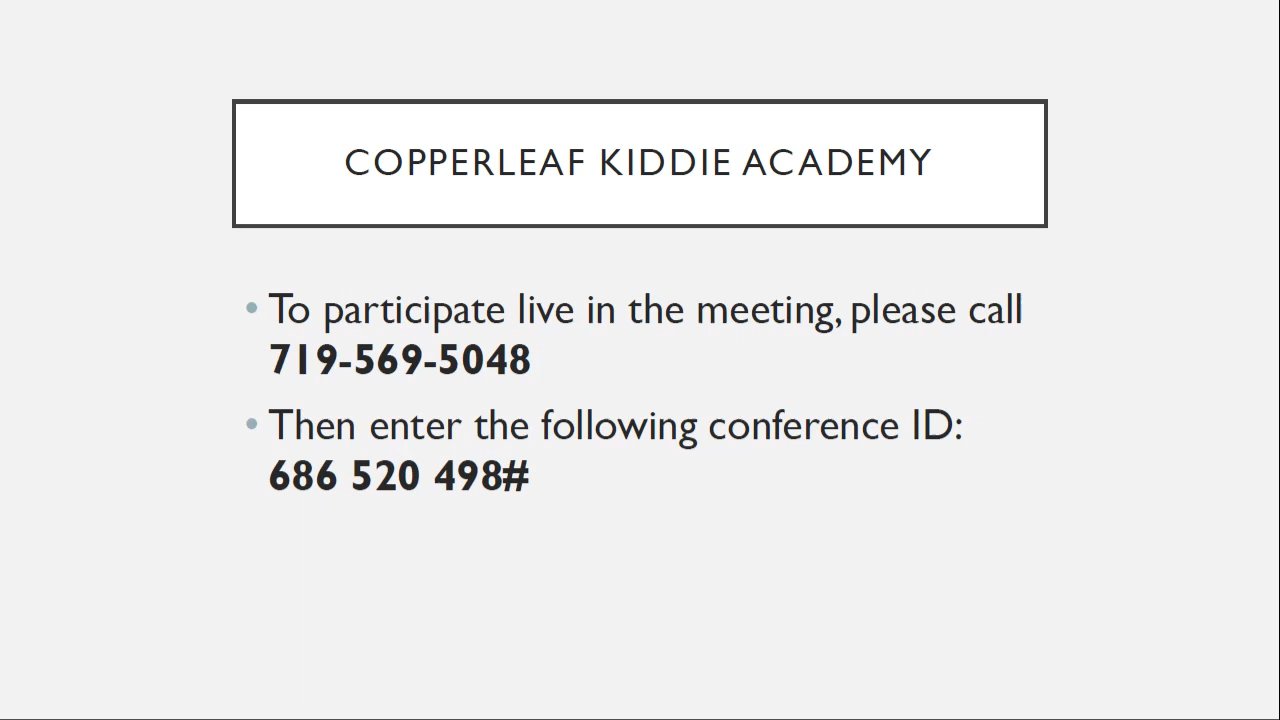 COPPERLEAF KIDDIE ACADEMY
• To participate live in the meeting, please call
719-569-5048
• Then enter the following conference ID:
686 520 498#